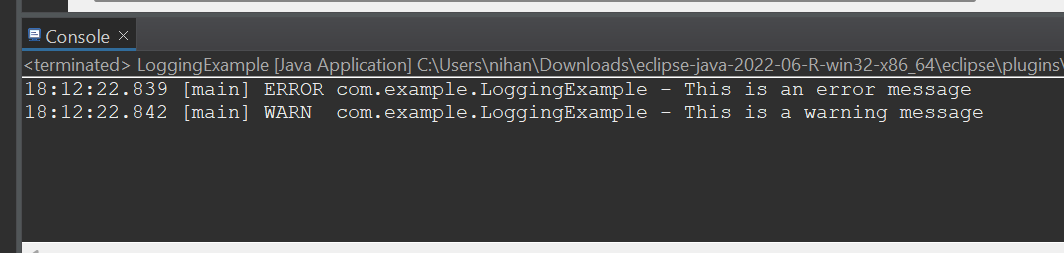 Console
<terminated> LoggingExample [Java Application] C:\Users\nihan\Downloads\eclipse-java-2022-06-R-win32-x86_64\eclipse\plugins\
18:12:22.839 [main] ERROR com.example.LoggingExample - This is an error message
18:12:22.842 [main] WARN  com.example.LoggingExample - This is a warning message